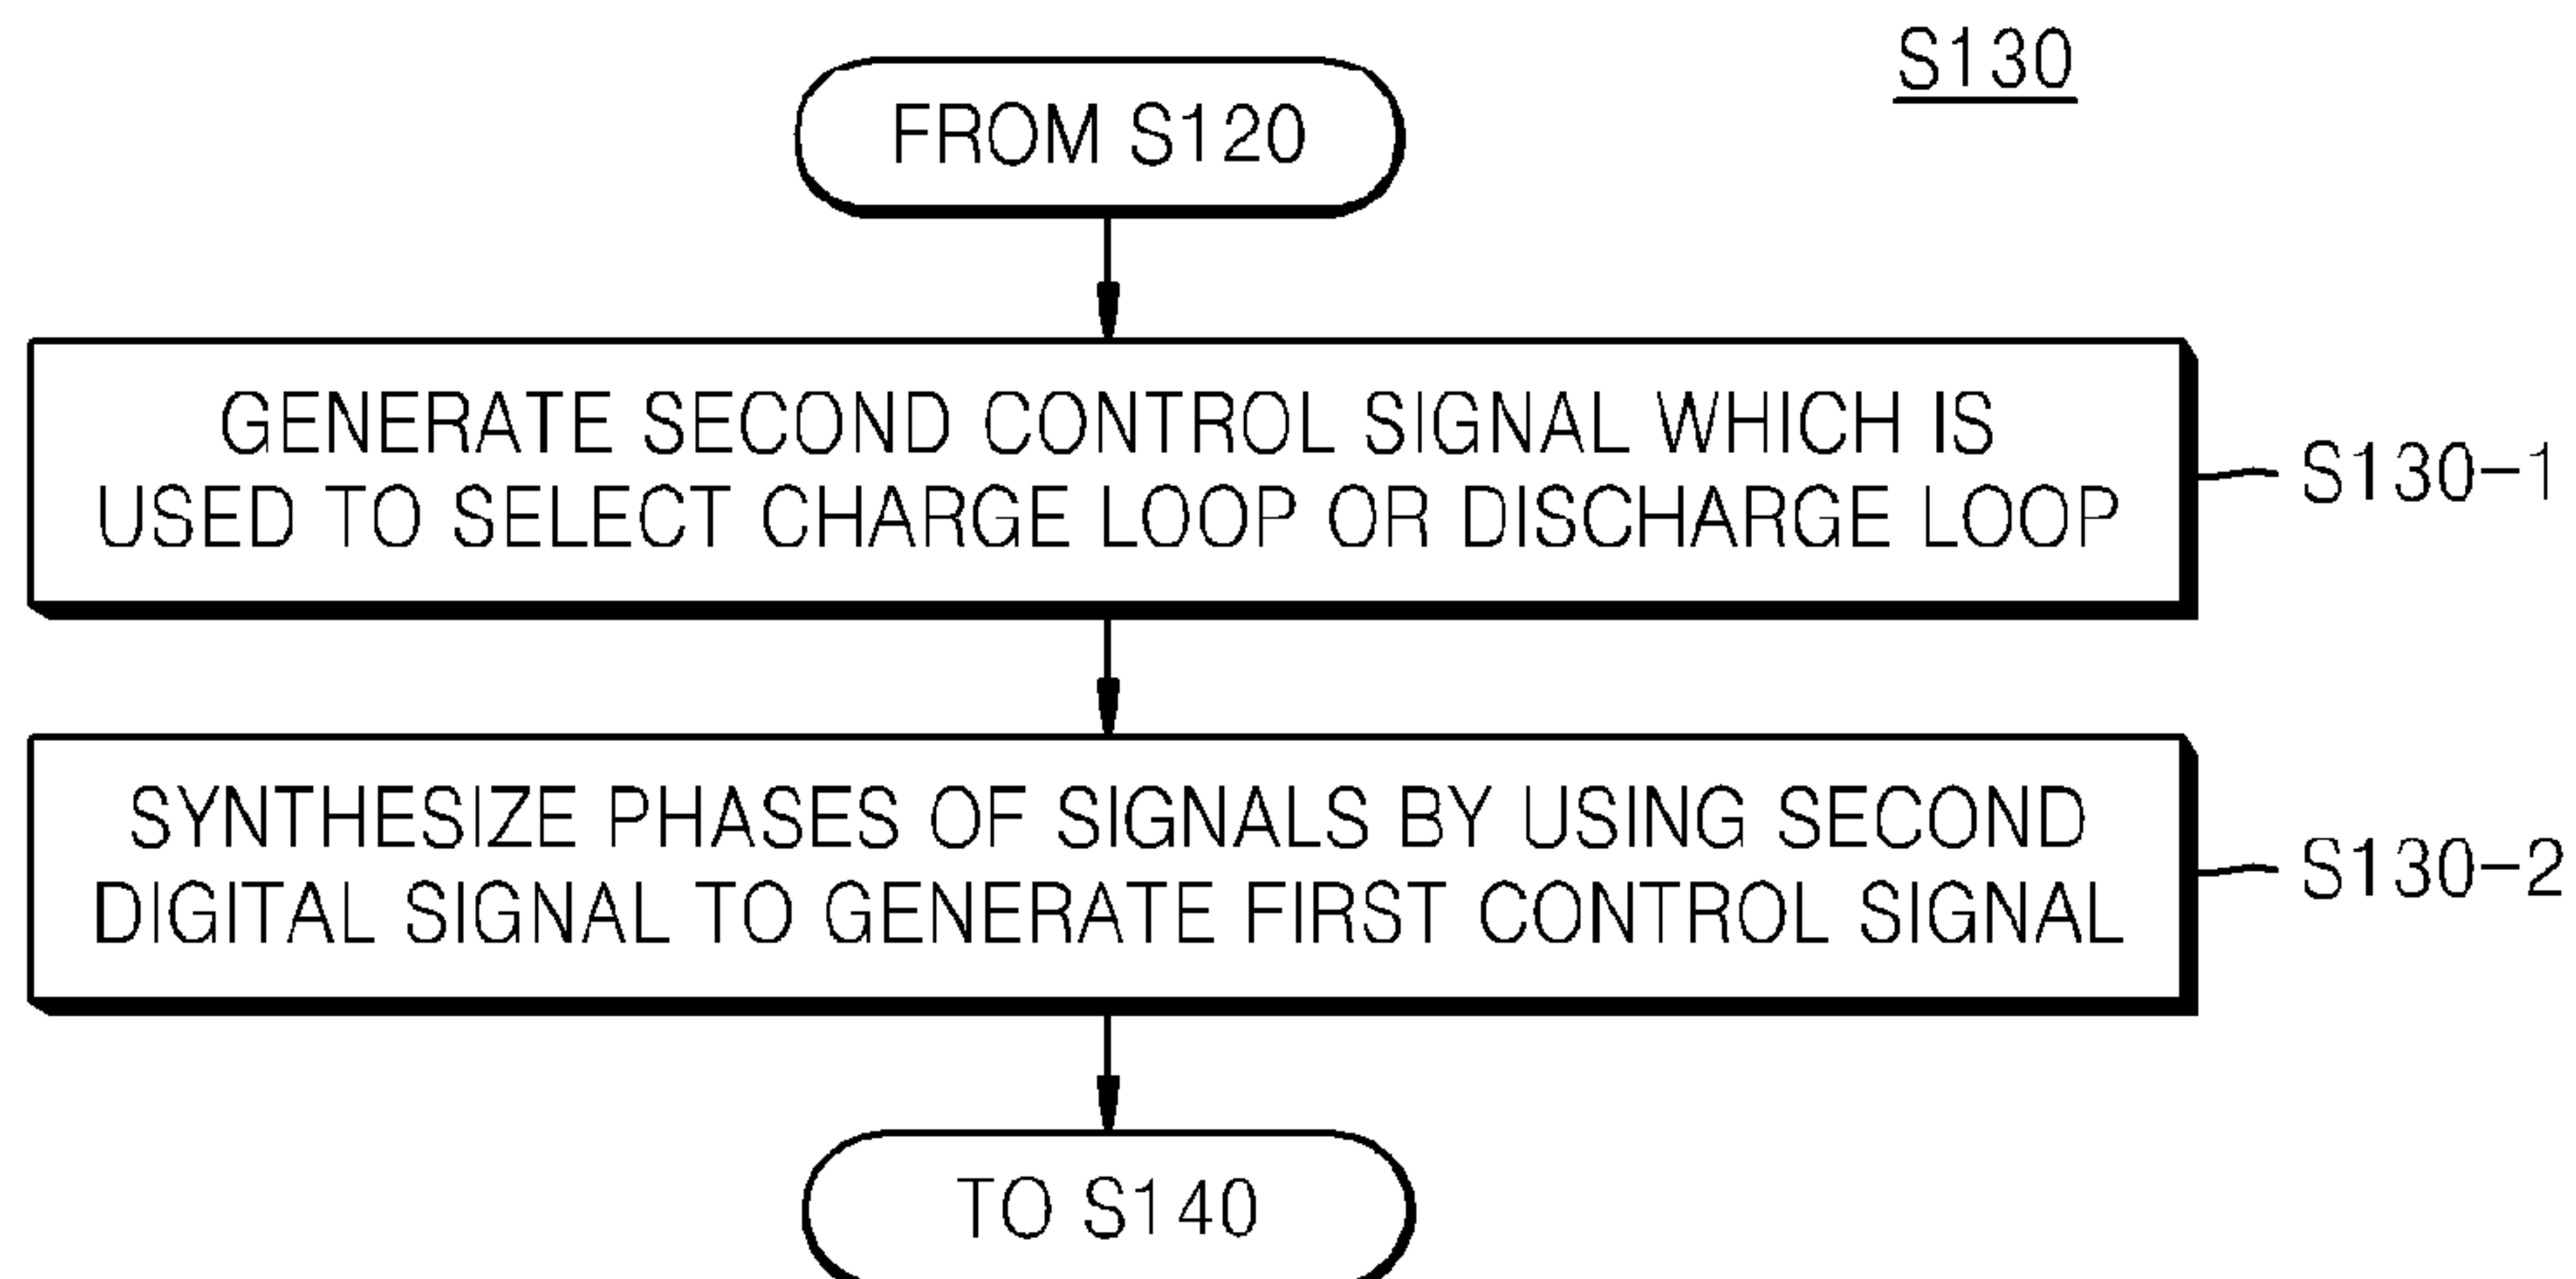 S130
FROM S120
GENERATE SECOND CONTROL SIGNAL WHICH IS
USED TO SELECT CHARGE LOOP OR DISCHARGE LOOP
S130-1
SYNTHESIZE PHASES OF SIGNALS BY USING SECOND
DIGITAL SIGNAL TO GENERATE FIRST CONTROL SIGNAL
S130-2
TO S140